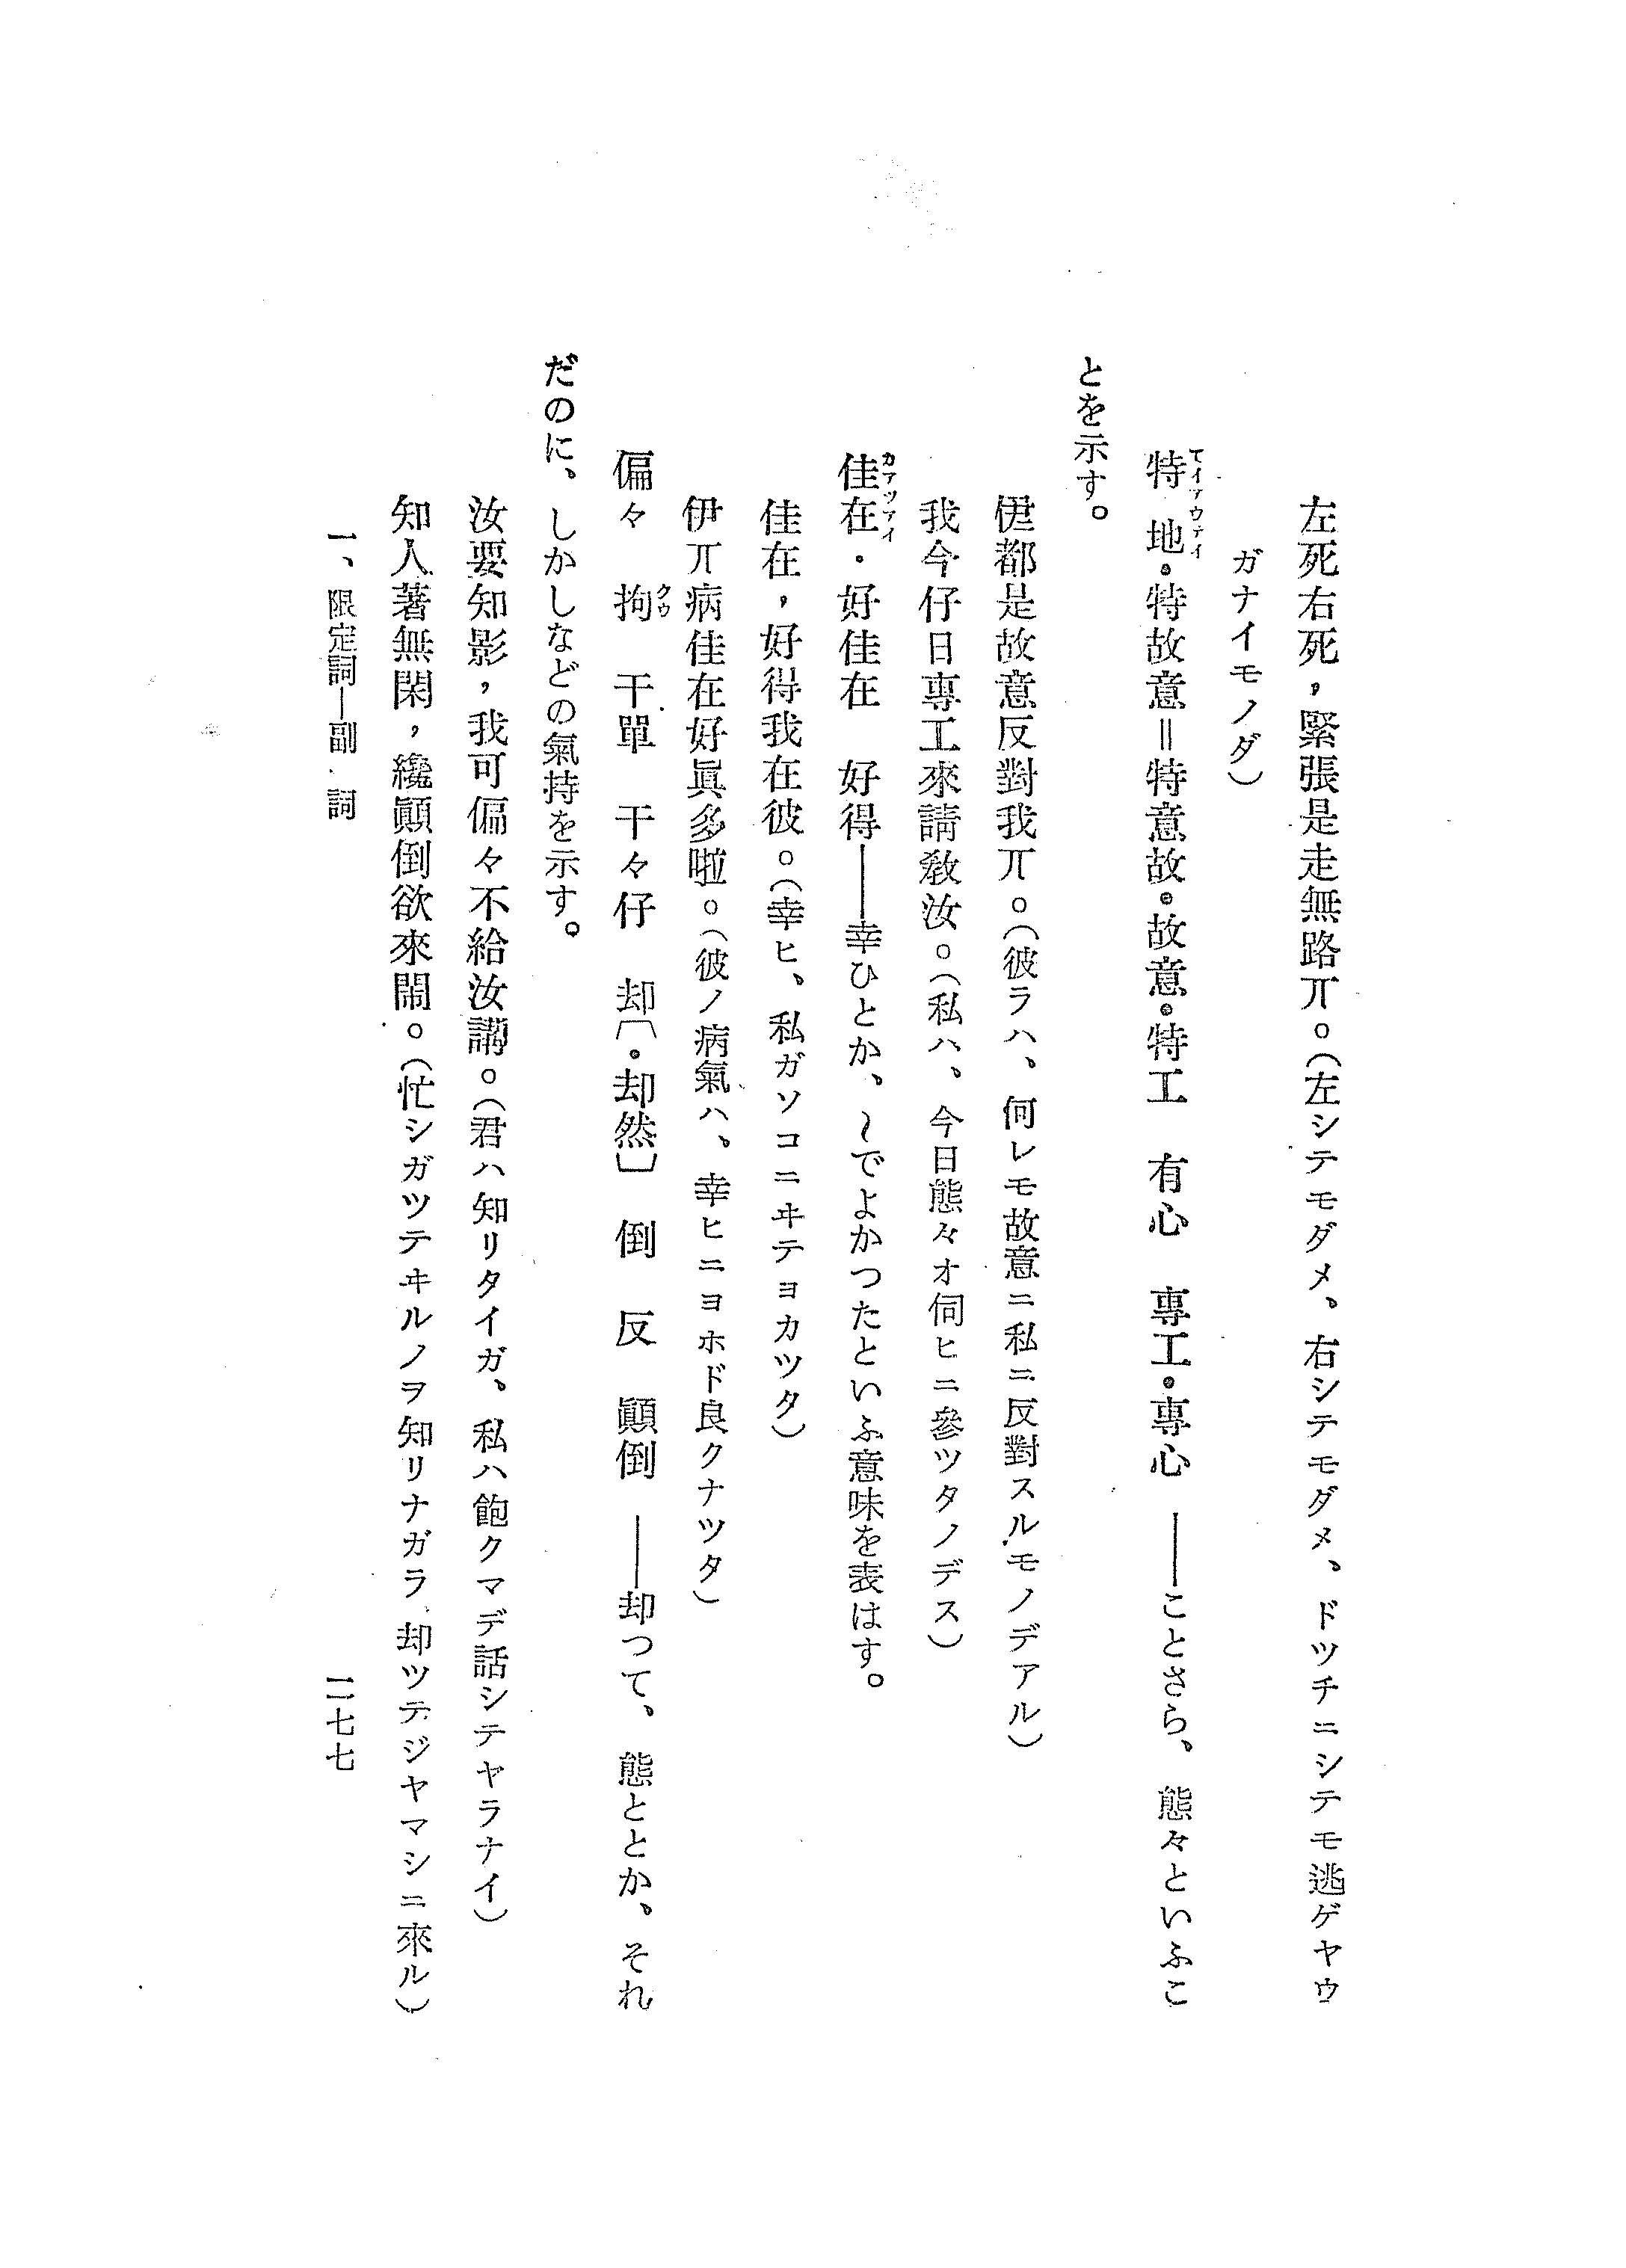 左死右死，緊張是走無路丌。（左シテモダメ、右シテモダメ、ドツチニシテモ逃ゲヤウ
ガナイモノダ）
特地・特故意＝特意故・故意・特工　有心　專工・專心　――ことさら、態々といふこ
とを示す。
伊都是故意反對我丌。（彼ラハ、何レモ故意ニ私ニ反對スルモノデアル）
我今仔日專工來請敎汝。（私ハ、今日態々オ伺ヒニ參ツタノデス）
佳在・好佳在　好得――幸ひとか、〜でよかつたといふ意味を表はす。
カアツアイ
佳在，好得我在彼。（幸ヒ、私ガソコニヰテヨカツタ）
伊丌病佳在好眞多啦。（彼ノ病氣ハ、幸ヒニヨホド良クナツタ）
偏々　拘　干單　干々仔　却〔・却然〕　倒　反　顚倒　――却つて、態ととか、それ
クウ
だのに、しかしなどの氣持を示す。
汝要知影，我可偏々不給汝講。（君ハ知リタイガ、私ハ飽クマデ話シテヤラナイ）
知人著無閑，纔顚倒欲來鬧。（忙シガツテヰルノヲ知リナガラ却ツテジヤマシニ來ル）
一、限定詞―副詞
二七七